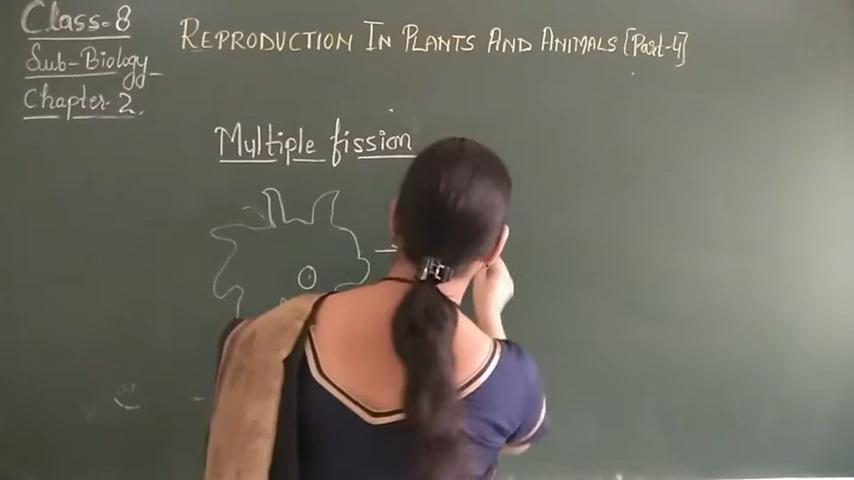 Class-8
Sub-Biology
Chapter-2.
REPRODUCTION IN PLANTS AND ANIMALS [Part-4]
Multiple fission